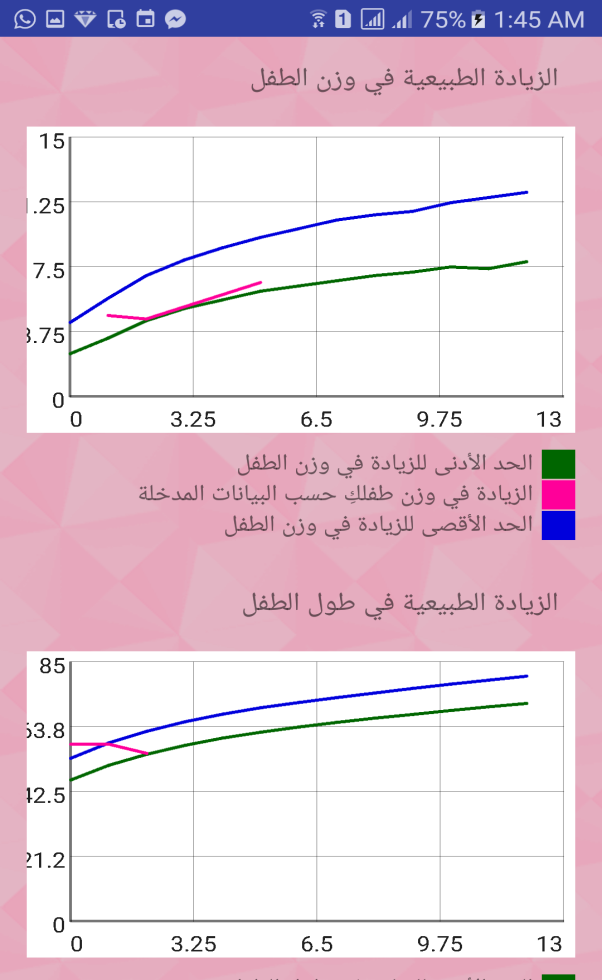 75% 1:45 AM
الزيادة الطبيعية في وزن الطفل
15
.25
7.5
3.75
0
0 3.25 6.5 9.75 13
الحد الأدنى للزيادة في وزن الطفل
الزيادة في وزن طفلكِ حسب البيانات المدخلة
الحد الأقصى للزيادة في وزن الطفل
الزيادة الطبيعية في طول الطفل
85
63.8
42.5
21.2
0
0 3.25 6.5 9.75 13